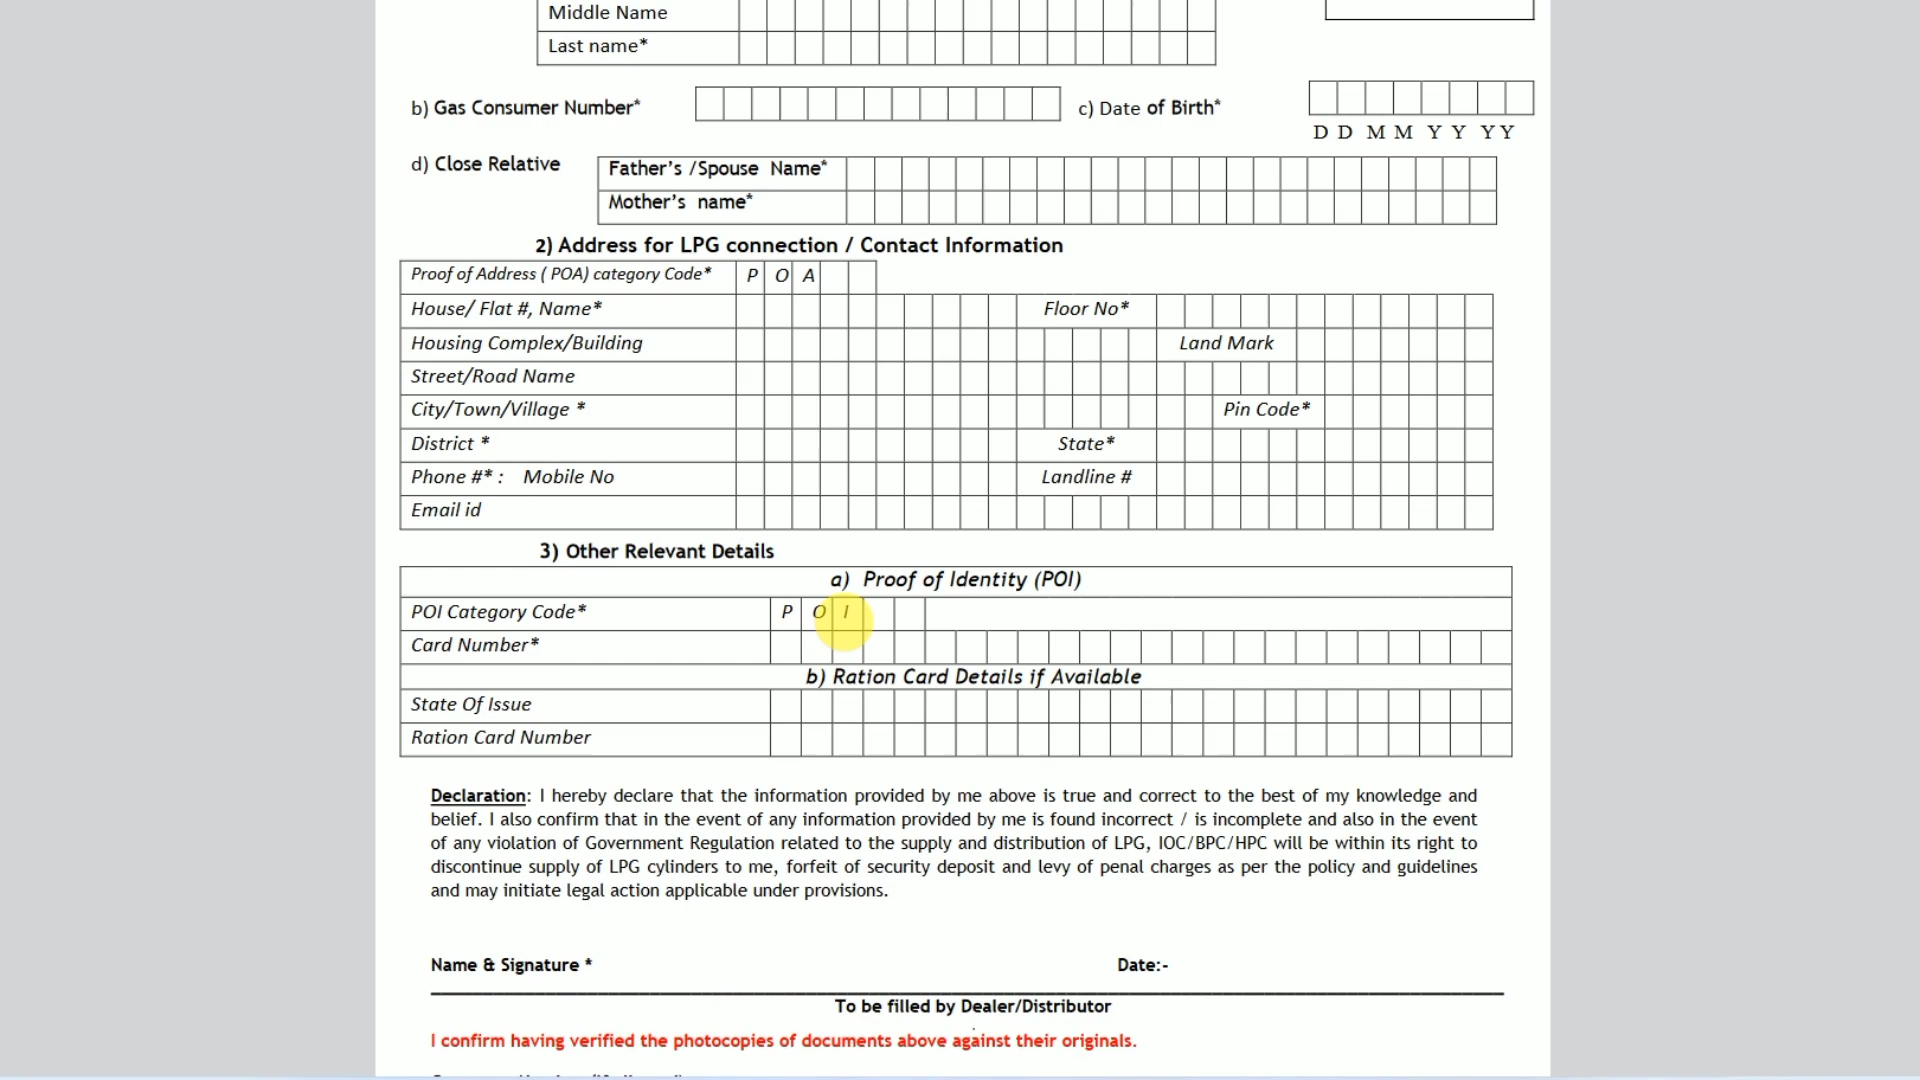 Middle Name
Last name*
b) Gas Consumer Number* c) Date of Birth*
D D M M Y Y Y Y
d) Close Relative Father's /Spouse Name*
Mother's name*
2) Address for LPG connection / Contact Information
Proof of Address ( POA) category Code* P O A
House/ Flat #, Name* Floor No*
Housing Complex/Building Land Mark
Street/Road Name
City/Town/Village * Pin Code*
District * State*
Phone #* : Mobile No Landline #
Email id
3) Other Relevant Details
a) Proof of Identity (POI)
POI Category Code* P O I
Card Number*
b) Ration Card Details if Available
State Of Issue
Ration Card Number
Declaration: I hereby declare that the information provided by me above is true and correct to the best of my knowledge and
belief. I also confirm that in the event of any information provided by me is found incorrect / is incomplete and also in the event
of any violation of Government Regulation related to the supply and distribution of LPG, IOC/BPC/HPC will be within its right to
discontinue supply of LPG cylinders to me, forfeit of security deposit and levy of penal charges as per the policy and guidelines
and may initiate legal action applicable under provisions.
Name & Signature * Date:-
To be filled by Dealer/Distributor
I confirm having verified the photocopies of documents above against their originals.